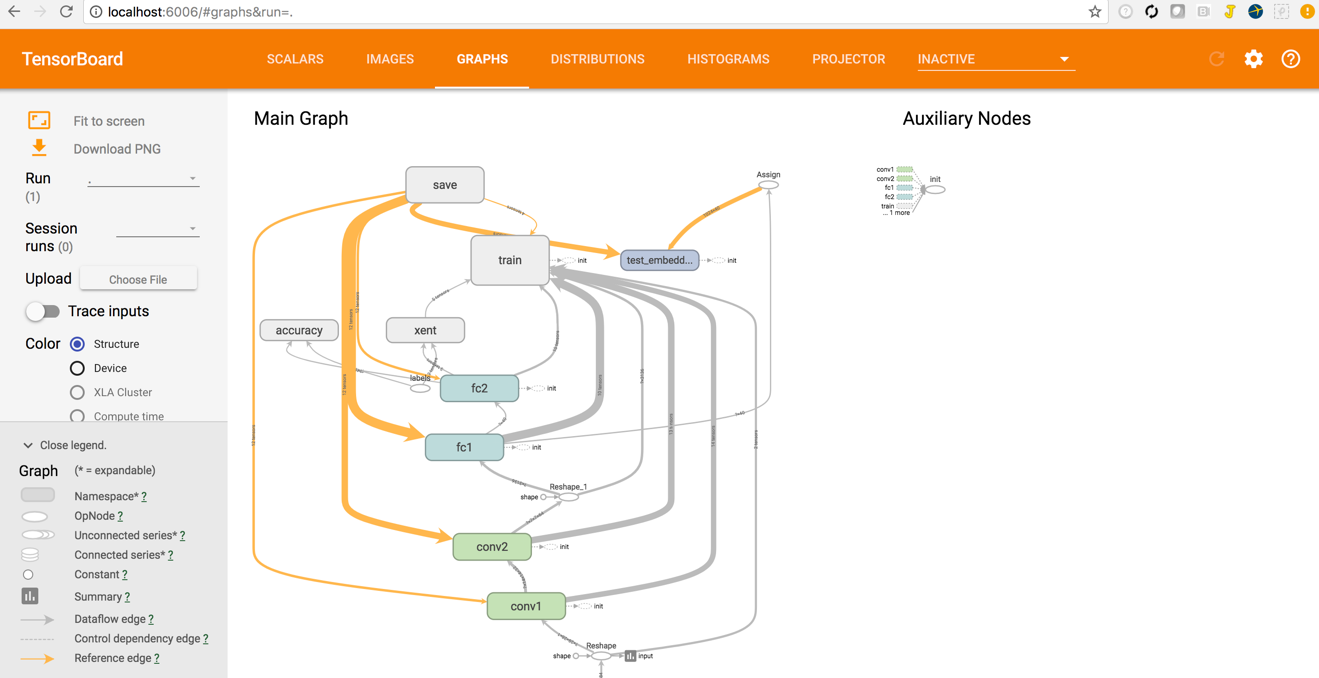 localhost:6006/#graphs&run=.
TensorBoard
SCALARS
IMAGES
GRAPHS
DISTRIBUTIONS
HISTOGRAMS
PROJECTOR
INACTIVE
Fit to screen
Download PNG
Run
(1)
.
Session
runs (0)
Upload
Choose File
Trace inputs
Color
Structure
Device
XLA Cluster
Compute time
Close legend.
Graph
(* = expandable)
Namespace* ?
OpNode ?
Unconnected series* ?
Connected series* ?
Constant ?
Summary ?
Dataflow edge ?
Control dependency edge ?
Reference edge ?
Main Graph
save
Assign
train
init
test_embedd...
init
accuracy
xent
labels
fc2
init
fc1
init
Reshape_1
shape
conv2
init
conv1
init
Reshape
shape
input
Auxiliary Nodes
conv1
conv2
fc1
fc2
train
... 1 more
init